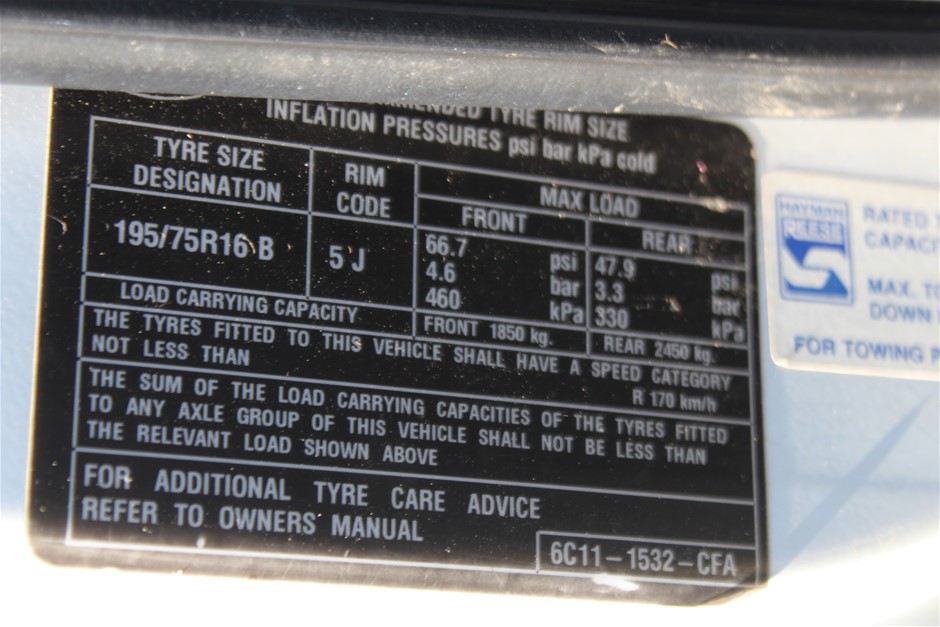 TYRE RIM SIZE
INFLATION PRESSURES psi bar kPa cold
TYRE SIZE
DESIGNATION
RIM
CODE
MAX LOAD
FRONT
REAR
195/75R16 B
5 J
66.7 psi
4.6 bar
460 kPa
47.9 psi
3.3 bar
330 kPa
LOAD CARRYING CAPACITY
FRONT 1850 kg.
REAR 2450 kg.
THE TYRES FITTED TO THIS VEHICLE SHALL HAVE A SPEED CATEGORY
NOT LESS THAN R 170 km/h
THE SUM OF THE LOAD CARRYING CAPACITIES OF THE TYRES FITTED
TO ANY AXLE GROUP OF THIS VEHICLE SHALL NOT BE LESS THAN
THE RELEVANT LOAD SHOWN ABOVE
FOR ADDITIONAL TYRE CARE ADVICE
REFER TO OWNERS MANUAL
6C11-1532-CFA
HAYMAN
REESE
RATED
CAPACI
MAX. TO
DOWN
FOR TOWING P